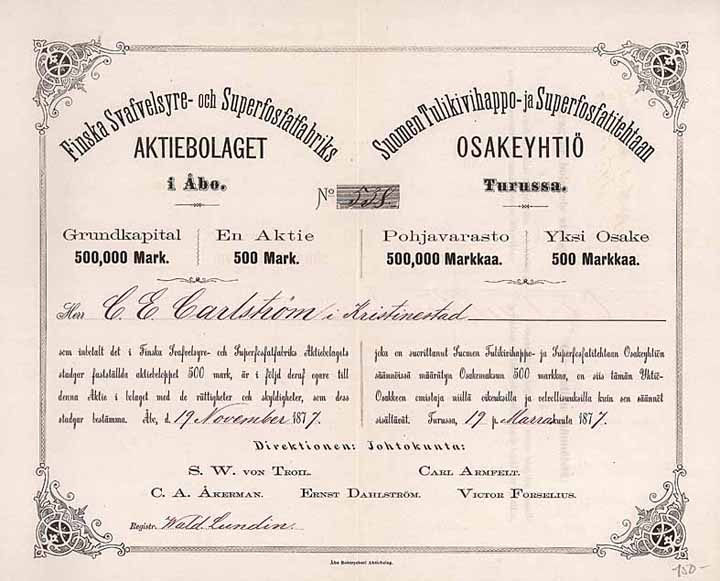 Finska Svafvelsyre- och Superfosfatfabriks
AKTIEBOLAGET
i Åbo.
Suomen Tulikivihappo- ja Superfosfatitehtaan
OSAKEYHTIÖ
Turussa.
No 558
Grundkapital
500,000 Mark.
En Aktie
500 Mark.
Pohjavarasto
500,000 Markkaa.
Yksi Osake
500 Markkaa.
Herr C. E. Carlström i Kristinestad
som inbetalt det i Finska Svafvelsyre- och Superfosfatfabriks Aktiebolagets
stadgar fastställda aktiebeloppet 500 mark, är i följd deraf egare till
denna Aktie i bolaget med de rättigheter och skyldigheter, som dess
stadgar bestämma. Åbo, d. 19 November 1877.
joka on suorittanut Suomen Tulikivihappo- ja Superfosfatitehtaan Osakeyhtiön
säännöissä määrätyn Osakemaksun 500 markkaa, on siis tämän Yhtiö-
Osakkeen omistaja niillä oikeuksilla ja velvollisuuksilla kuin sen säännöt
sisältävät. Turussa, 19 p. Marraskuuta 1877.
Direktionen: Johtokunta:
S. W. von Troil. Carl Armfelt.
C. A. Åkerman. Ernst Dahlström. Victor Forselius.
Registr. Wald Lundin.
Åbo Boktryckeri Aktiebolag.
150-